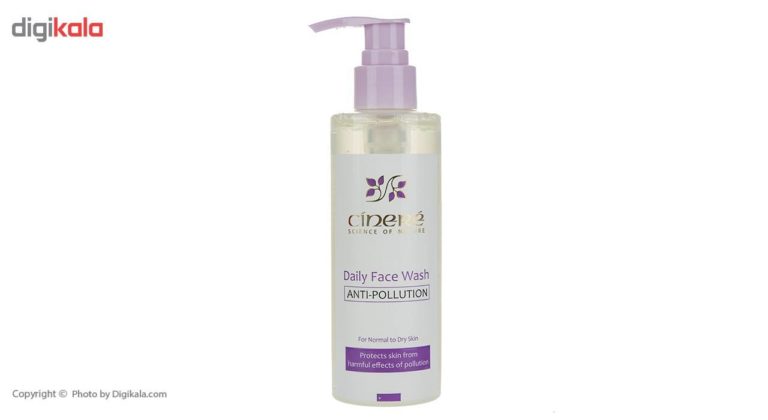 digikala
cineré
SCIENCE OF NATURE
Daily Face Wash
ANTI-POLLUTION
For Normal to Dry Skin
Protects skin from
harmful effects of pollution
Copyright © Photo by Digikala.com